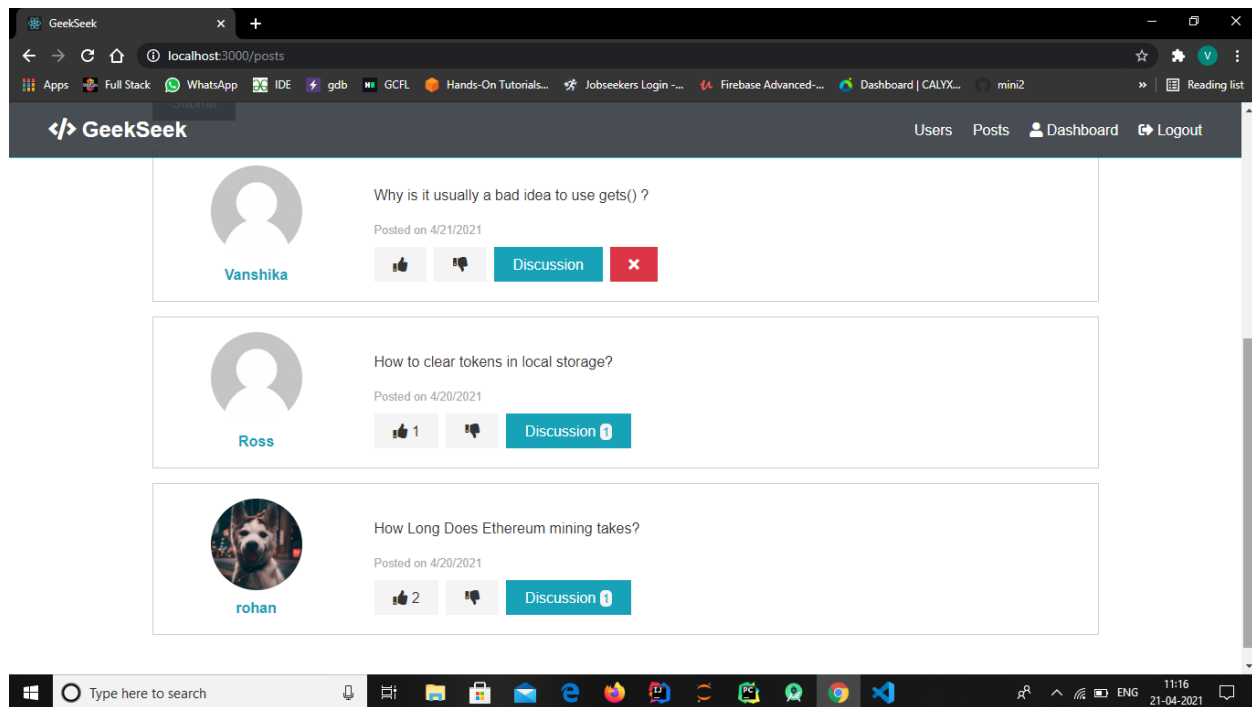 GeekSeek
localhost:3000/posts
Apps Full Stack WhatsApp IDE gdb GCFL Hands-On Tutorials... Jobseekers Login -... Firebase Advanced-... Dashboard | CALYX... mini2 » Reading list
Submit
</> GeekSeek Users Posts Dashboard Logout
Why is it usually a bad idea to use gets() ?
Posted on 4/21/2021
Discussion
Vanshika
How to clear tokens in local storage?
Posted on 4/20/2021
1 Discussion 1
Ross
How Long Does Ethereum mining takes?
Posted on 4/20/2021
2 Discussion 1
rohan
Type here to search
ENG
11:16
21-04-2021